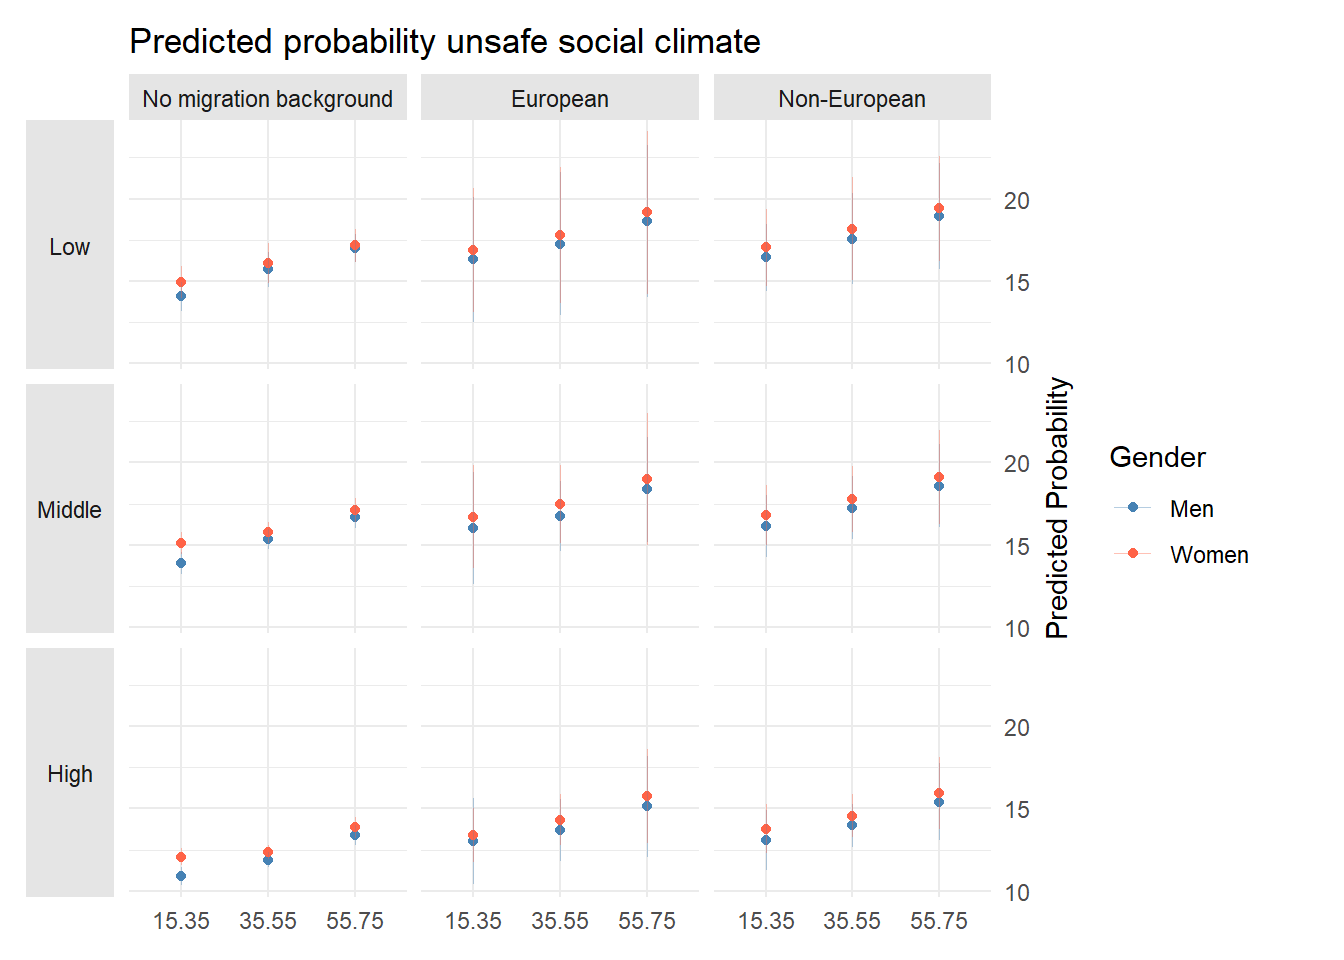 Predicted probability unsafe social climate
No migration background
European
Non-European
Low
20
15
10
Middle
20
15
10
High
20
15
10
15.35 35.55 55.75
15.35 35.55 55.75
15.35 35.55 55.75
Predicted Probability
Gender
Men
Women